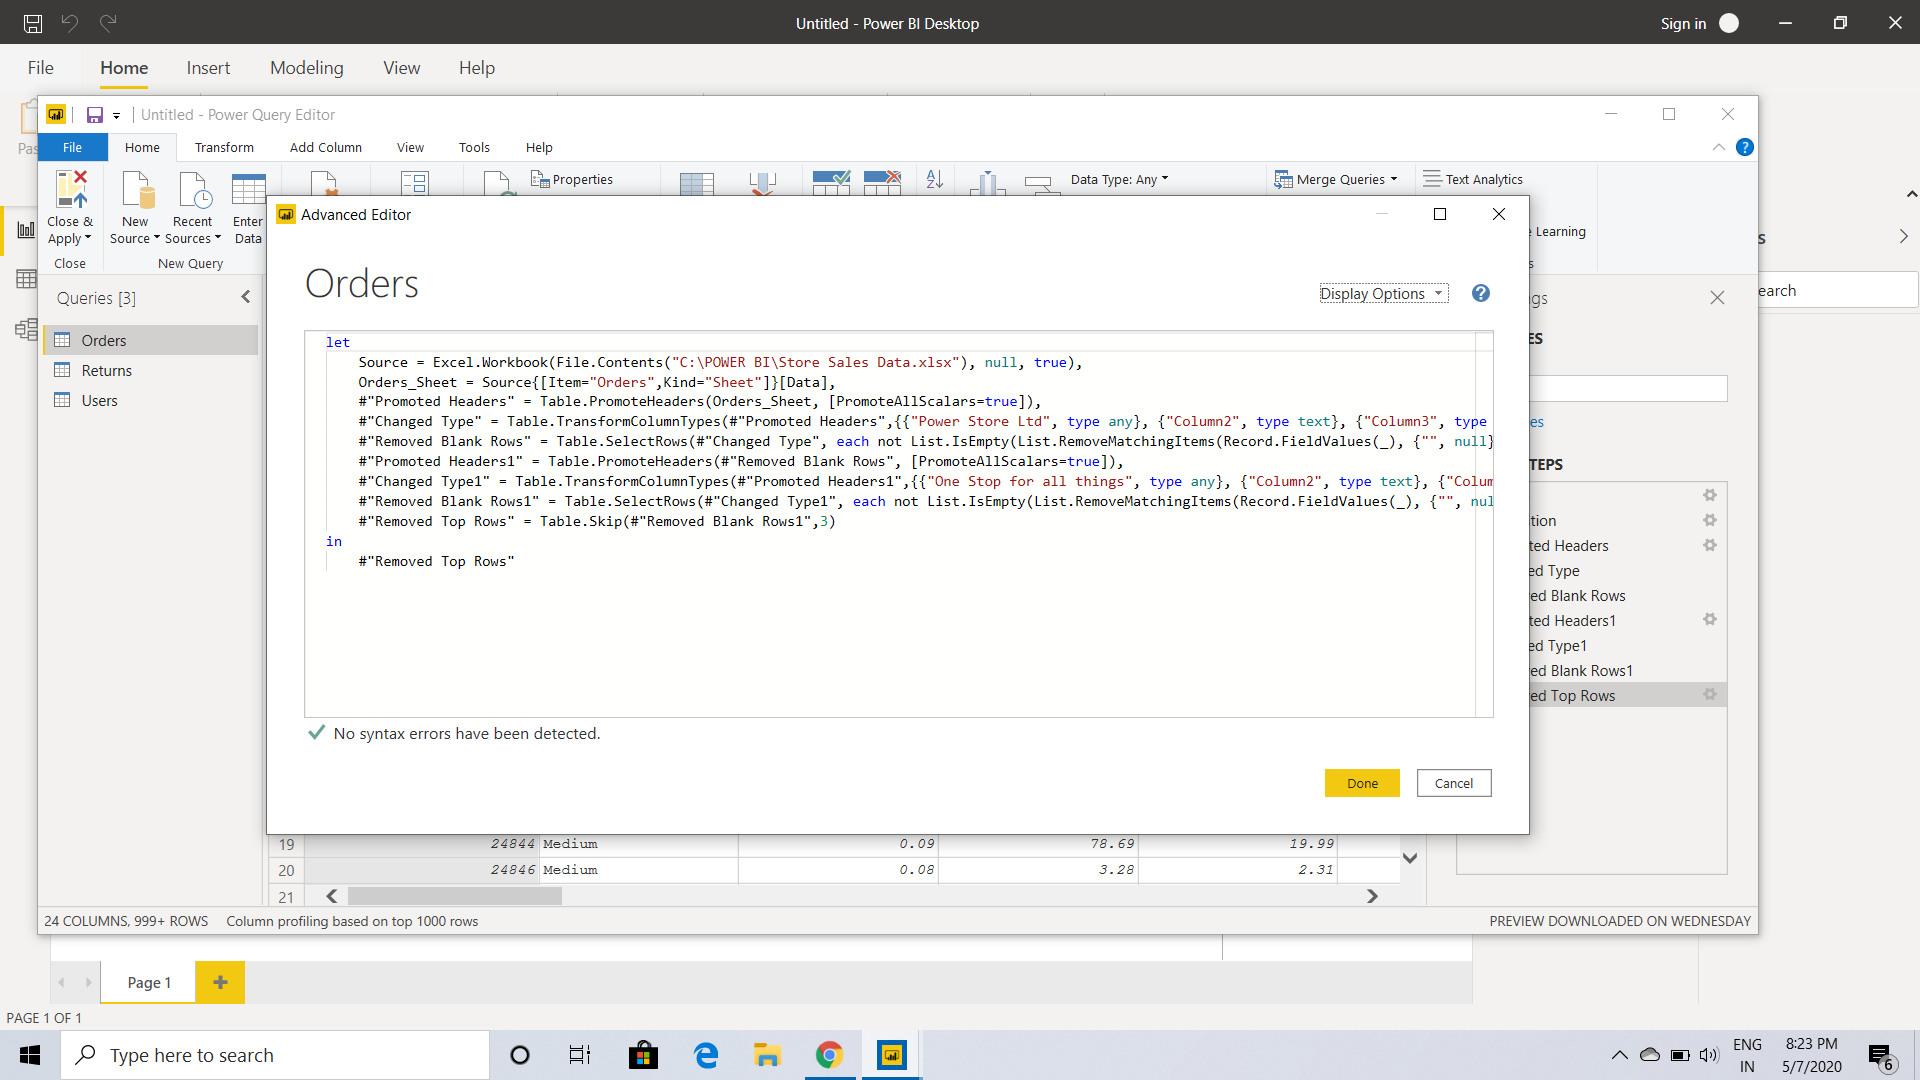 Untitled - Power BI Desktop
Sign in
File Home Insert Modeling View Help
Untitled - Power Query Editor
File Home Transform Add Column View Tools Help
Properties
Data Type: Any
Merge Queries
Text Analytics
Close & Apply
New Source
Recent Sources
Enter Data
Learning
Close
New Query
Advanced Editor
Queries [3]
Orders
Returns
Users
Orders
Display Options
let
Source = Excel.Workbook(File.Contents("C:\POWER BI\Store Sales Data.xlsx"), null, true),
Orders_Sheet = Source{[Item="Orders",Kind="Sheet"]}[Data],
#"Promoted Headers" = Table.PromoteHeaders(Orders_Sheet, [PromoteAllScalars=true]),
#"Changed Type" = Table.TransformColumnTypes(#"Promoted Headers",{{"Power Store Ltd", type any}, {"Column2", type text}, {"Column3", type
#"Removed Blank Rows" = Table.SelectRows(#"Changed Type", each not List.IsEmpty(List.RemoveMatchingItems(Record.FieldValues(_), {"", null}
#"Promoted Headers1" = Table.PromoteHeaders(#"Removed Blank Rows", [PromoteAllScalars=true]),
#"Changed Type1" = Table.TransformColumnTypes(#"Promoted Headers1",{{"One Stop for all things", type any}, {"Column2", type text}, {"Colum
#"Removed Blank Rows1" = Table.SelectRows(#"Changed Type1", each not List.IsEmpty(List.RemoveMatchingItems(Record.FieldValues(_), {"", nul
#"Removed Top Rows" = Table.Skip(#"Removed Blank Rows1",3)
in
#"Removed Top Rows"
No syntax errors have been detected.
Done Cancel
gs
earch
ES
es
TEPS
tion
ted Headers
ed Type
ed Blank Rows
ted Headers1
ed Type1
ed Blank Rows1
ed Top Rows
19 24844 Medium 0.09 78.69 19.99
20 24846 Medium 0.08 3.28 2.31
21
24 COLUMNS, 999+ ROWS Column profiling based on top 1000 rows
PREVIEW DOWNLOADED ON WEDNESDAY
Page 1
PAGE 1 OF 1
Type here to search
ENG
IN
8:23 PM
5/7/2020
6